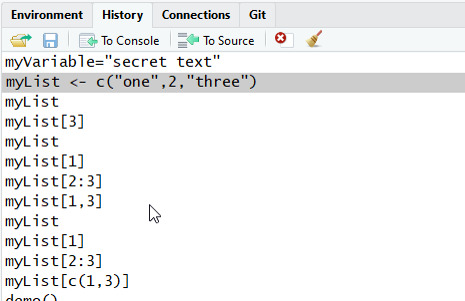 Environment History Connections Git
To Console To Source
myVariable="secret text"
myList <- c("one",2,"three")
myList
myList[3]
myList
myList[1]
myList[2:3]
myList[1,3]
myList
myList[1]
myList[2:3]
myList[c(1,3)]
demo()